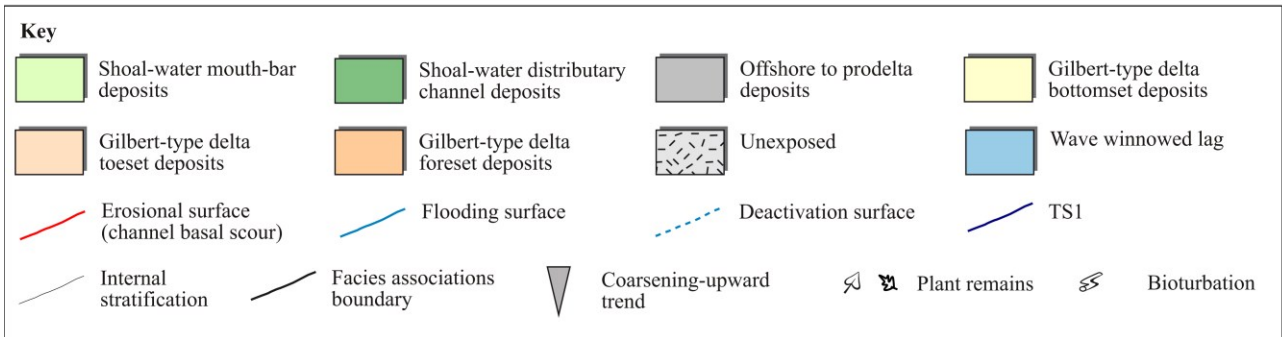 Key
Shoal-water mouth-bar
deposits
Shoal-water distributary
channel deposits
Offshore to prodelta
deposits
Gilbert-type delta
bottomset deposits
Gilbert-type delta
toeset deposits
Gilbert-type delta
foreset deposits
Unexposed
Wave winnowed lag
Erosional surface
(channel basal scour)
Flooding surface
Deactivation surface
TS1
Internal
stratification
Facies associations
boundary
Coarsening-upward
trend
Plant remains
Bioturbation